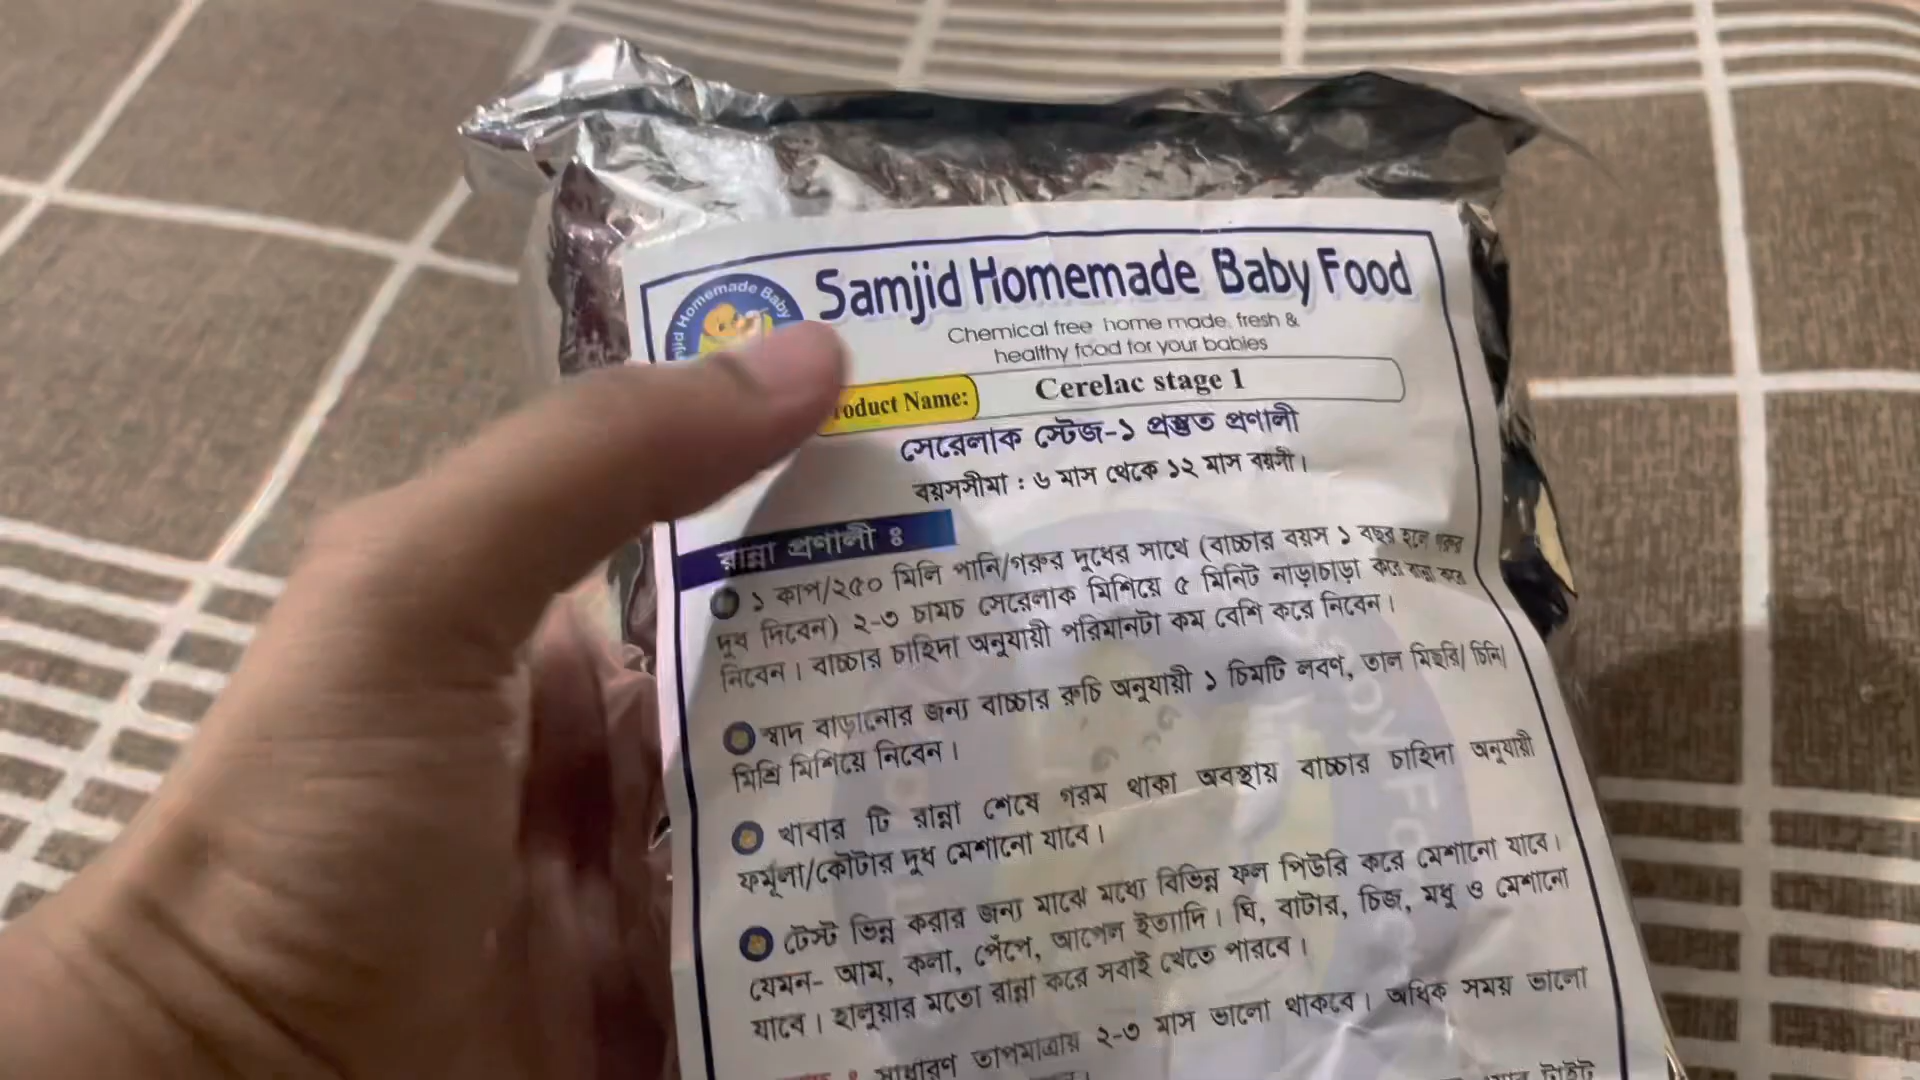 Homemade Baby
Samjid Homemade Baby Food
Chemical free home made, fresh &
healthy food for your babies
Product Name: Cerelac stage 1
সেরেলাক স্টেজ-১ প্রস্তুত প্রণালী
বয়সসীমা : ৬ মাস থেকে ১২ মাস বয়সী।
রান্না প্রণালী :
১ কাপ/২৫০ মিলি পানি/গরুর দুধের সাথে (বাচ্চার বয়স ১ বছর হলে গরুর
দুধ দিবেন) ২-৩ চামচ সেরেলাক মিশিয়ে ৫ মিনিট নাড়াচাড়া করে রান্না করে
নিবেন। বাচ্চার চাহিদা অনুযায়ী পরিমানটা কম বেশি করে নিবেন।
স্বাদ বাড়ানোর জন্য বাচ্চার রুচি অনুযায়ী ১ চিমটি লবণ, তাল মিছরি/চিনি/
মিশ্রি মিশিয়ে নিবেন।
খাবার টি রান্না শেষে গরম থাকা অবস্থায় বাচ্চার চাহিদা অনুযায়ী
ফর্মূলা/কৌটার দুধ মেশানো যাবে।
টেস্ট ভিন্ন করার জন্য মাঝে মধ্যে বিভিন্ন ফল পিউরি করে মেশানো যাবে।
যেমন- আম, কলা, পেঁপে, আপেল ইত্যাদি। ঘি, বাটার, চিজ, মধু ও মেশানো
যাবে। হালুয়ার মতো রান্না করে সবাই খেতে পারবে।
সাধারণ তাপমাত্রায় ২-৩ মাস ভালো থাকবে। অধিক সময় ভালো
টাইট